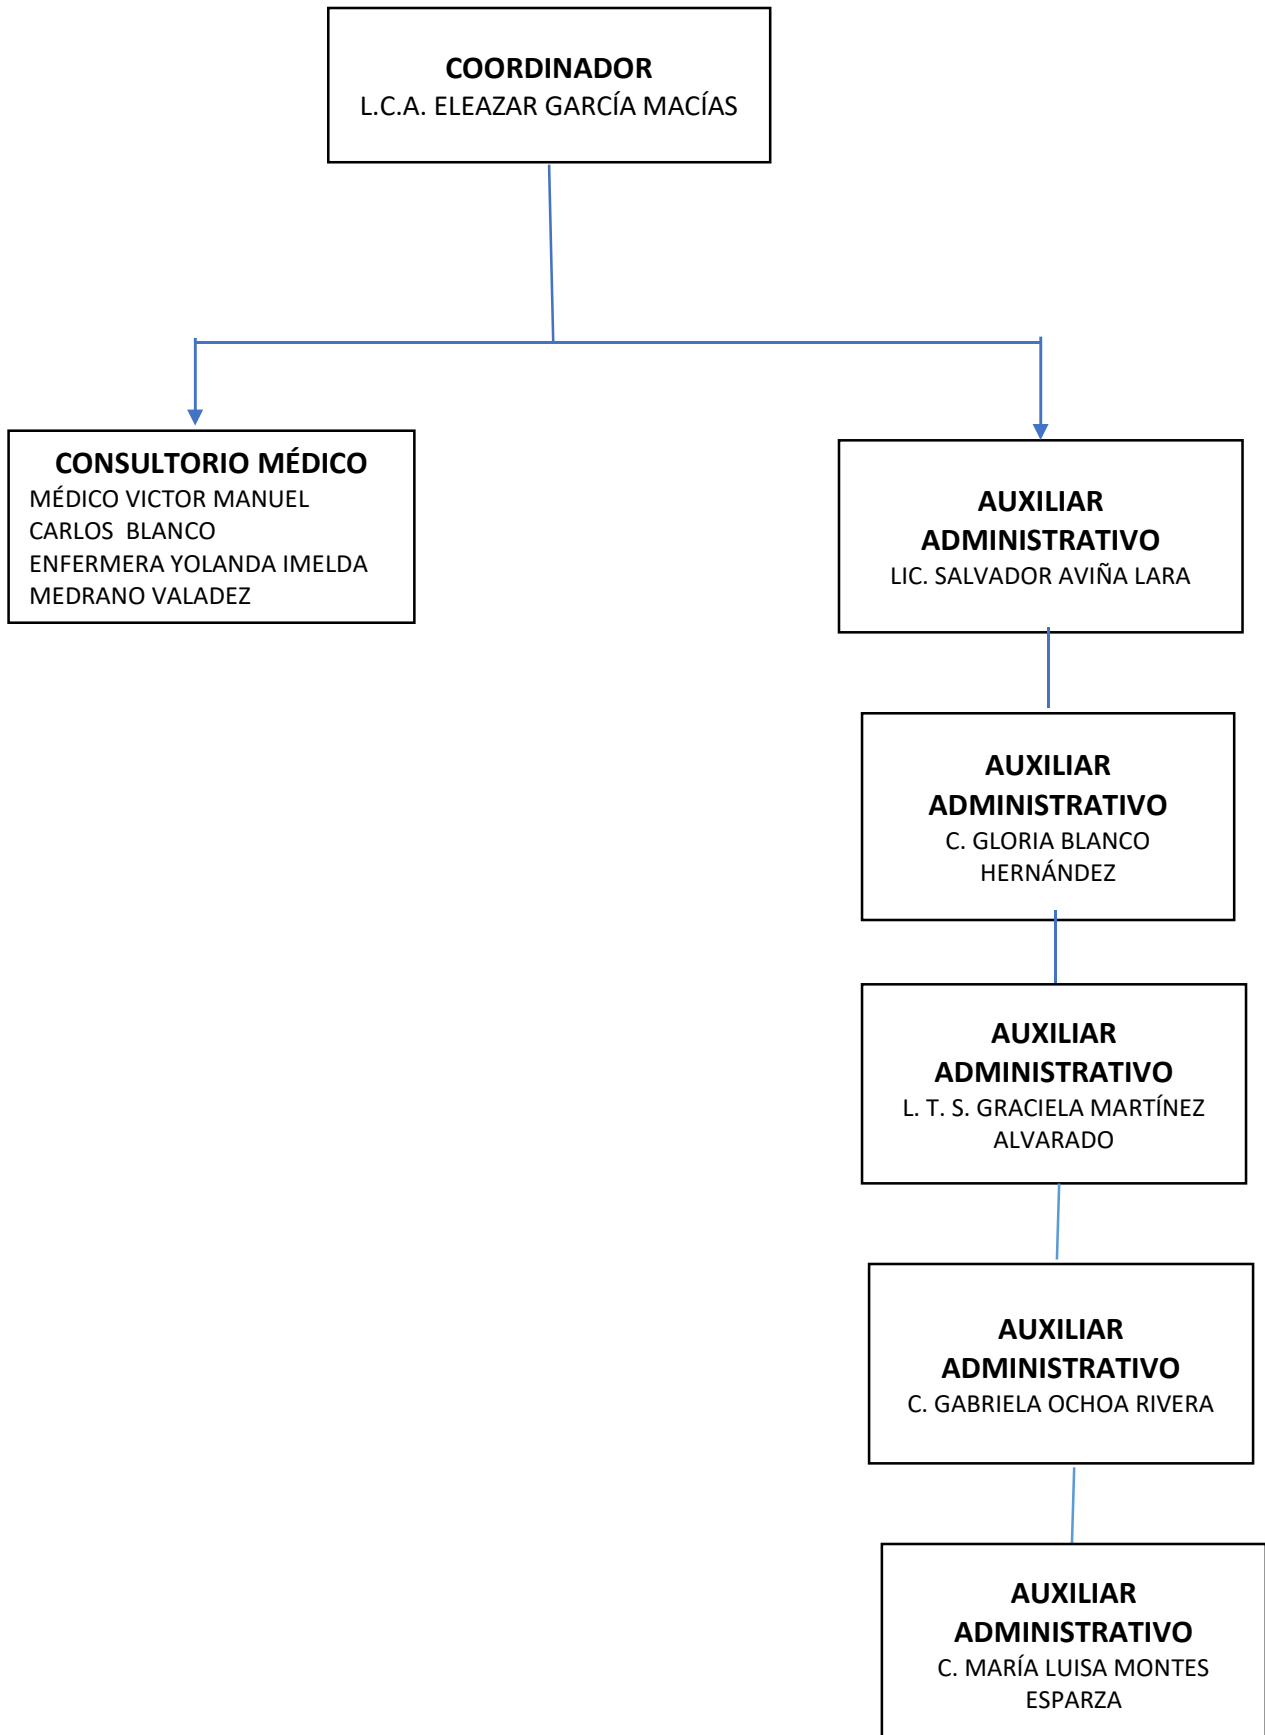 COORDINADOR
L.C.A. ELEAZAR GARCÍA MACÍAS
CONSULTORIO MÉDICO
MÉDICO VICTOR MANUEL
CARLOS  BLANCO
ENFERMERA YOLANDA IMELDA
MEDRANO VALADEZ
AUXILIAR
ADMINISTRATIVO
LIC. SALVADOR AVIÑA LARA
AUXILIAR
ADMINISTRATIVO
C. GLORIA BLANCO
HERNÁNDEZ
AUXILIAR
ADMINISTRATIVO
L. T. S. GRACIELA MARTÍNEZ
ALVARADO
AUXILIAR
ADMINISTRATIVO
C. GABRIELA OCHOA RIVERA
AUXILIAR
ADMINISTRATIVO
C. MARÍA LUISA MONTES
ESPARZA